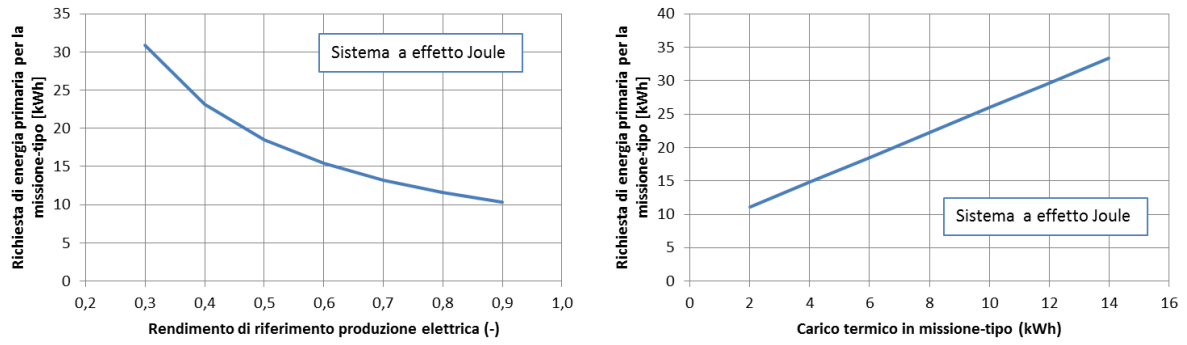 Richiesta di energia primaria per la
missione-tipo [kWh]
35
30
25
20
15
10
5
0
Sistema a effetto Joule
0,2 0,3 0,4 0,5 0,6 0,7 0,8 0,9 1,0
Rendimento di riferimento produzione elettrica (-)
Richiesta di energia primaria per la
missione-tipo [kWh]
40
35
30
25
20
15
10
5
0
Sistema a effetto Joule
0 2 4 6 8 10 12 14 16
Carico termico in missione-tipo (kWh)